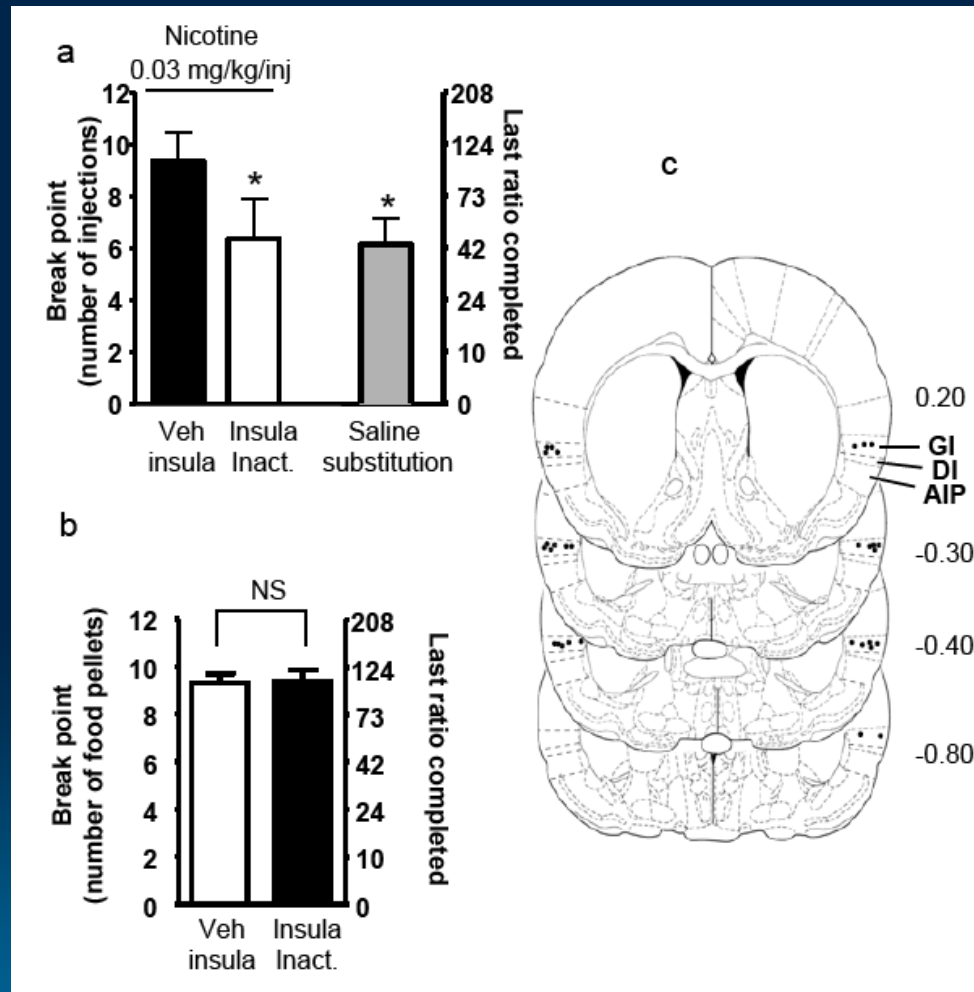 a
Nicotine
0.03 mg/kg/inj
12
10
8
6
4
2
0
Break point
(number of injections)
208
124
73
42
24
10
0
Last ratio completed
*
*
Veh
insula
Insula
Inact.
Saline
substitution
b
NS
12
10
8
6
4
2
0
Break point
(number of food pellets)
208
124
73
42
24
10
0
Last ratio completed
Veh
insula
Insula
Inact.
C
0.20
GI
DI
AIP
-0.30
-0.40
-0.80